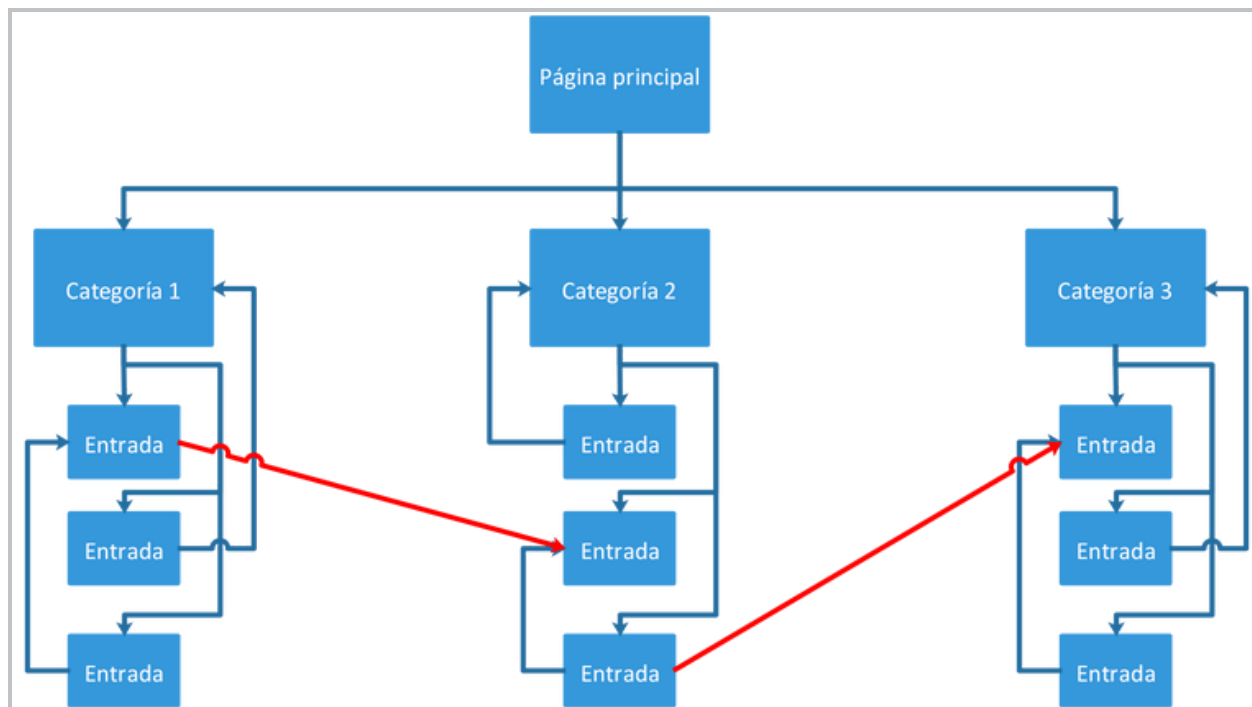 Página principal
Categoría 1
Categoría 2
Categoría 3
Entrada
Entrada
Entrada
Entrada
Entrada
Entrada
Entrada
Entrada
Entrada